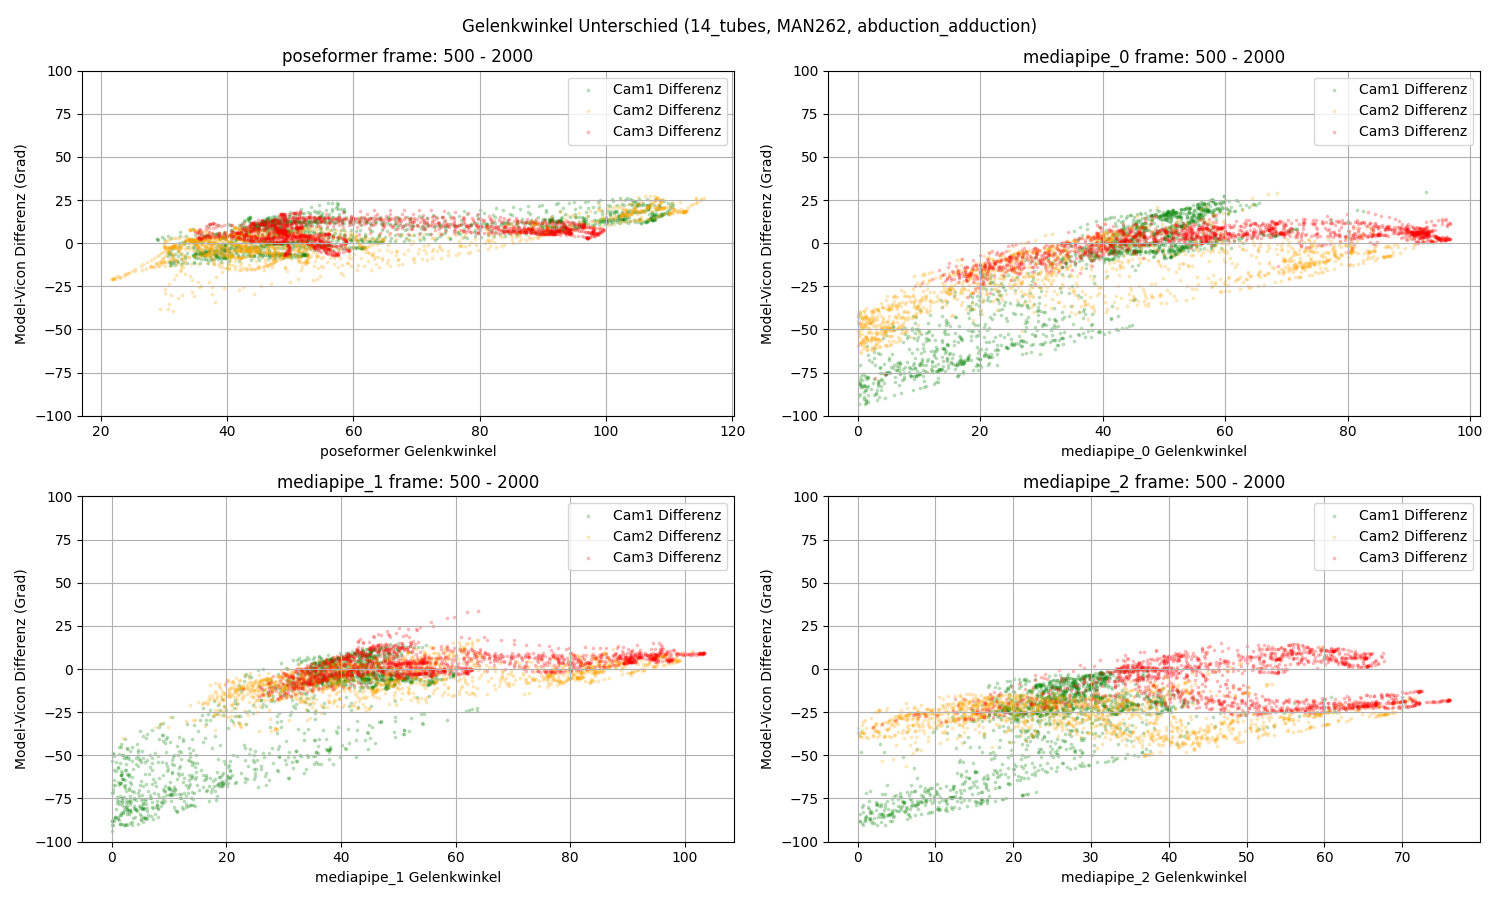 Gelenkwinkel Unterschied (14_tubes, MAN262, abduction_adduction)
poseformer frame: 500 - 2000
100
75
50
25
0
−25
−50
−75
−100
Model-Vicon Differenz (Grad)
Cam1 Differenz
Cam2 Differenz
Cam3 Differenz
20 40 60 80 100 120
poseformer Gelenkwinkel
mediapipe_0 frame: 500 - 2000
100
75
50
25
0
−25
−50
−75
−100
Model-Vicon Differenz (Grad)
Cam1 Differenz
Cam2 Differenz
Cam3 Differenz
0 20 40 60 80 100
mediapipe_0 Gelenkwinkel
mediapipe_1 frame: 500 - 2000
100
75
50
25
0
−25
−50
−75
−100
Model-Vicon Differenz (Grad)
Cam1 Differenz
Cam2 Differenz
Cam3 Differenz
0 20 40 60 80 100
mediapipe_1 Gelenkwinkel
mediapipe_2 frame: 500 - 2000
100
75
50
25
0
−25
−50
−75
−100
Model-Vicon Differenz (Grad)
Cam1 Differenz
Cam2 Differenz
Cam3 Differenz
0 10 20 30 40 50 60 70
mediapipe_2 Gelenkwinkel